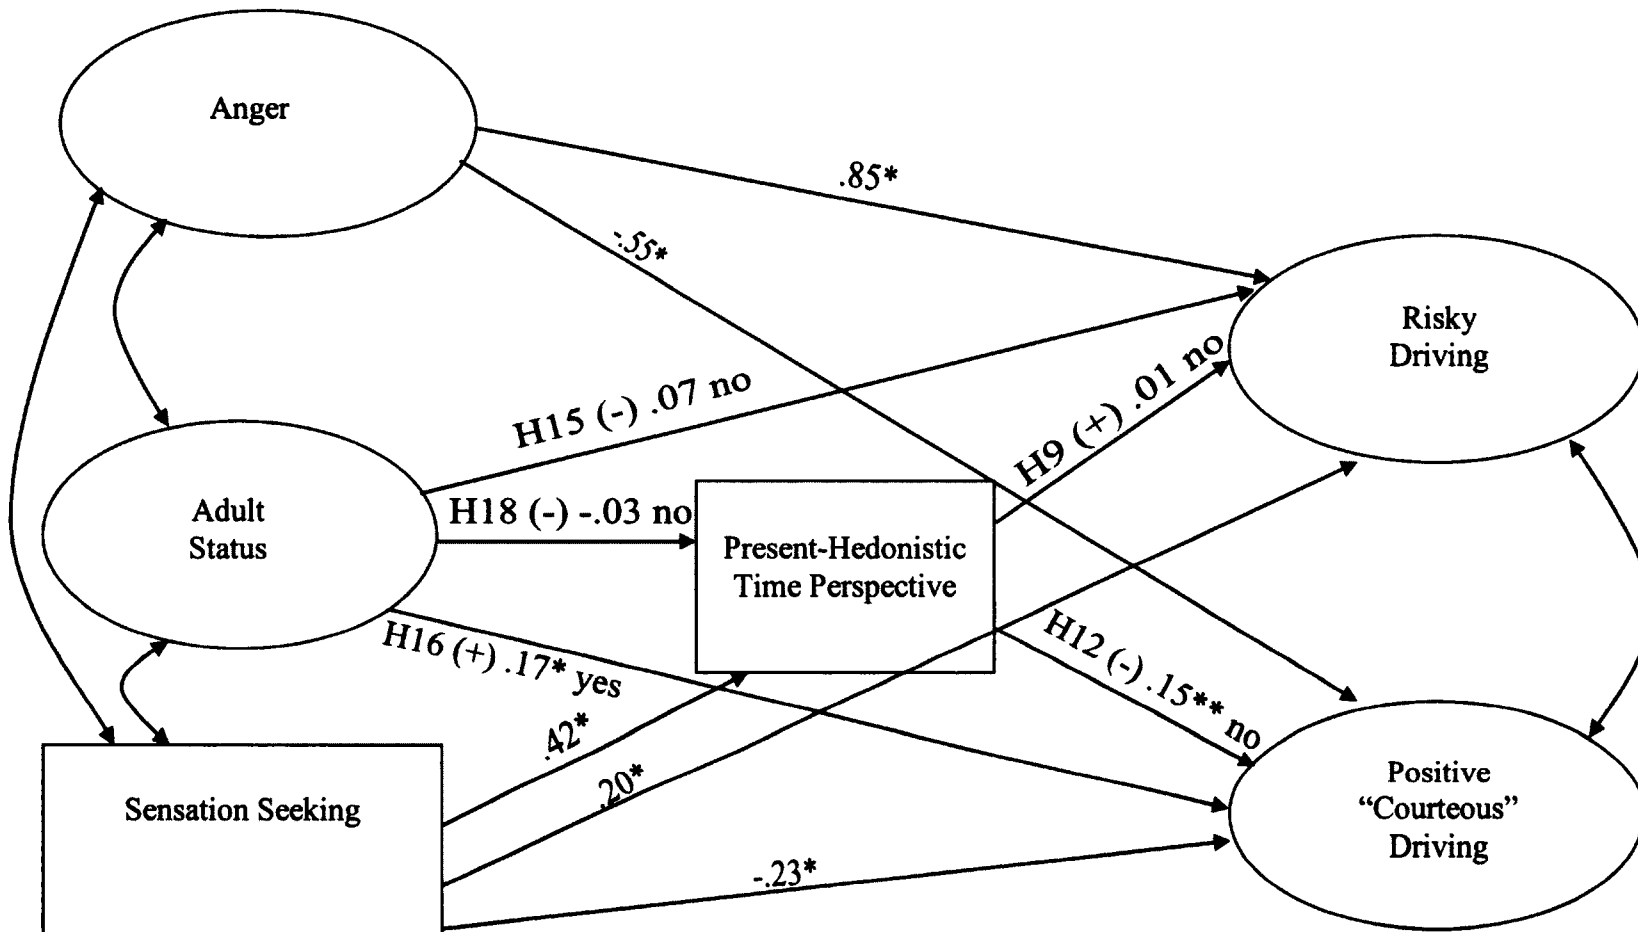 Anger
.85*
-.55*
Risky
Driving
H15 (-) .07 no
H9 (+) .01 no
Adult
Status
H18 (-) -.03 no
Present-Hedonistic
Time Perspective
H16 (+) .17* yes
H12 (-) .15** no
.42*
.20*
Sensation Seeking
Positive
“Courteous”
Driving
-.23*